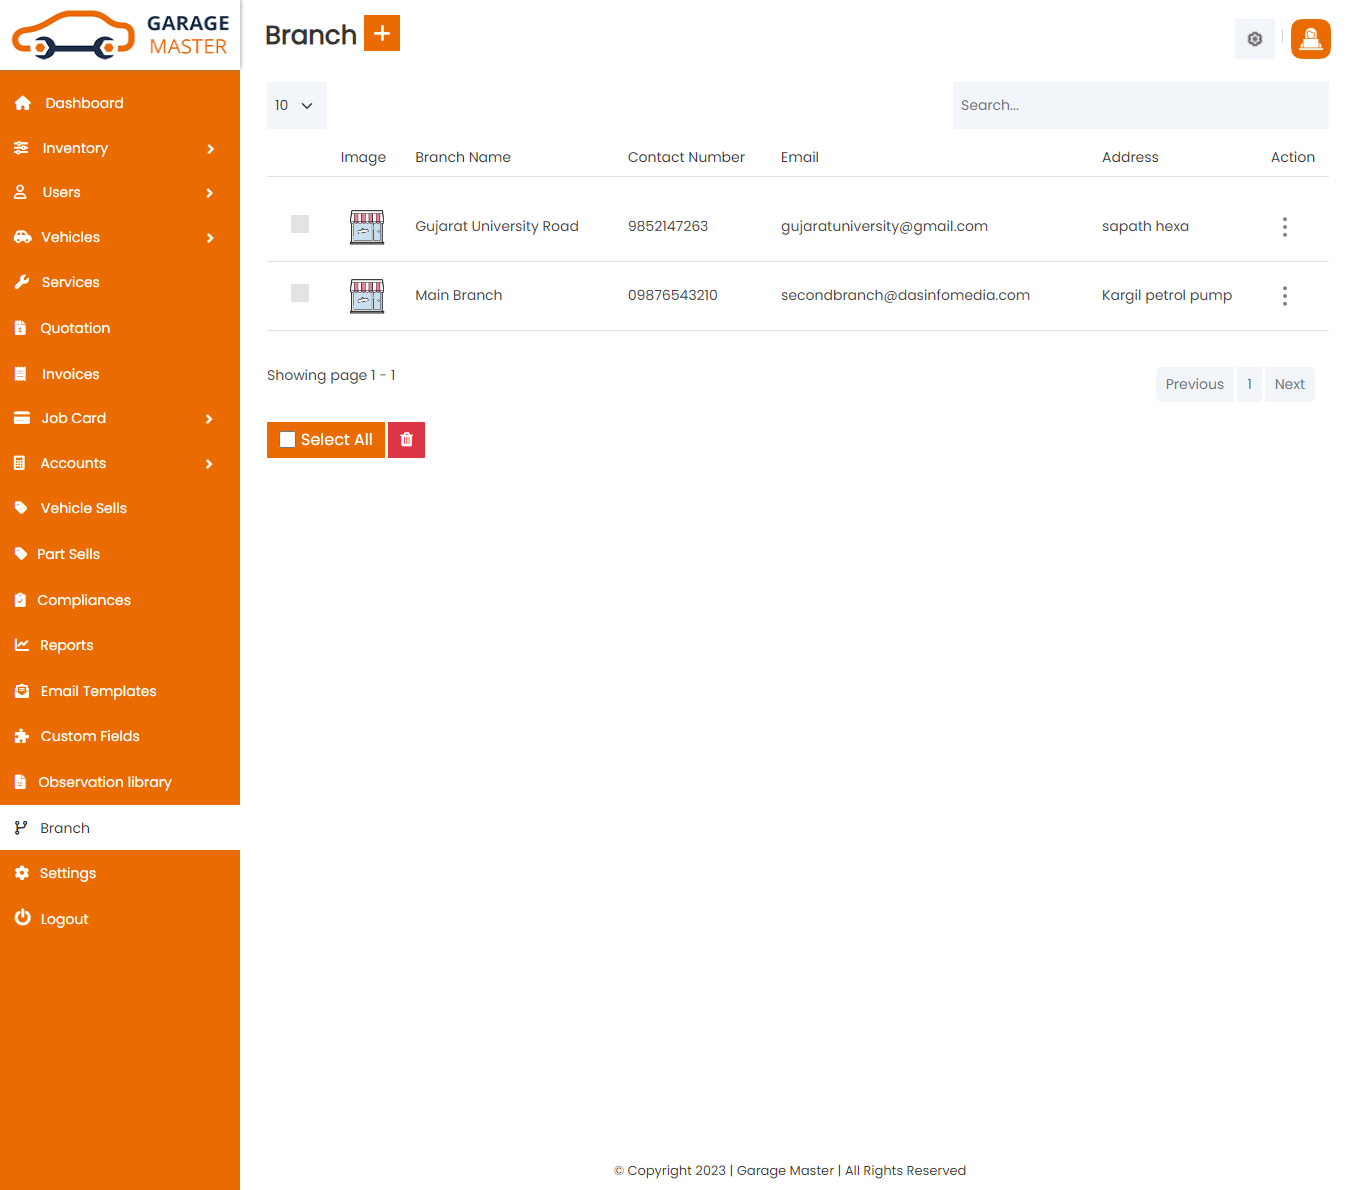 GARAGE
MASTER
Dashboard
Inventory
Users
Vehicles
Services
Quotation
Invoices
Job Card
Accounts
Vehicle Sells
Part Sells
Compliances
Reports
Email Templates
Custom Fields
Observation library
Branch
Settings
Logout
Branch +
10
Search...
Image Branch Name Contact Number Email Address Action
Gujarat University Road 9852147263 gujaratuniversity@gmail.com sapath hexa
Main Branch 09876543210 secondbranch@dasinfomedia.com Kargil petrol pump
Showing page 1 - 1
Previous 1 Next
Select All
© Copyright 2023 | Garage Master | All Rights Reserved